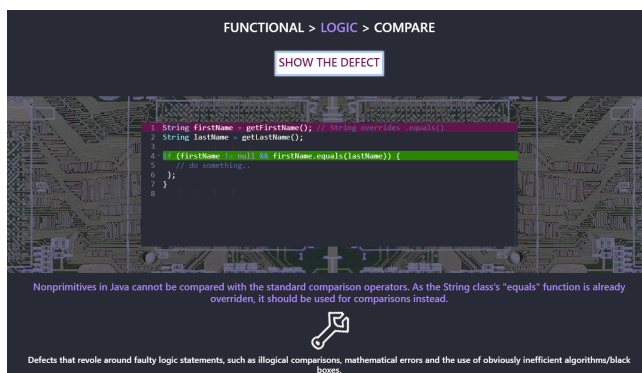 FUNCTIONAL > LOGIC > COMPARE
SHOW THE DEFECT
1 String firstName = getFirstName(); // String overrides .equals()
2 String lastName = getLastName();
3
4 if (firstName != null && firstName.equals(lastName)) {
5 // do something..
6 };
7 }
8
Nonprimitives in Java cannot be compared with the standard comparison operators. As the String class's "equals" function is already
overriden, it should be used for comparisons instead.
Defects that revole around faulty logic statements, such as illogical comparisons, mathematical errors and the use of obviously inefficient algorithms/black
boxes.